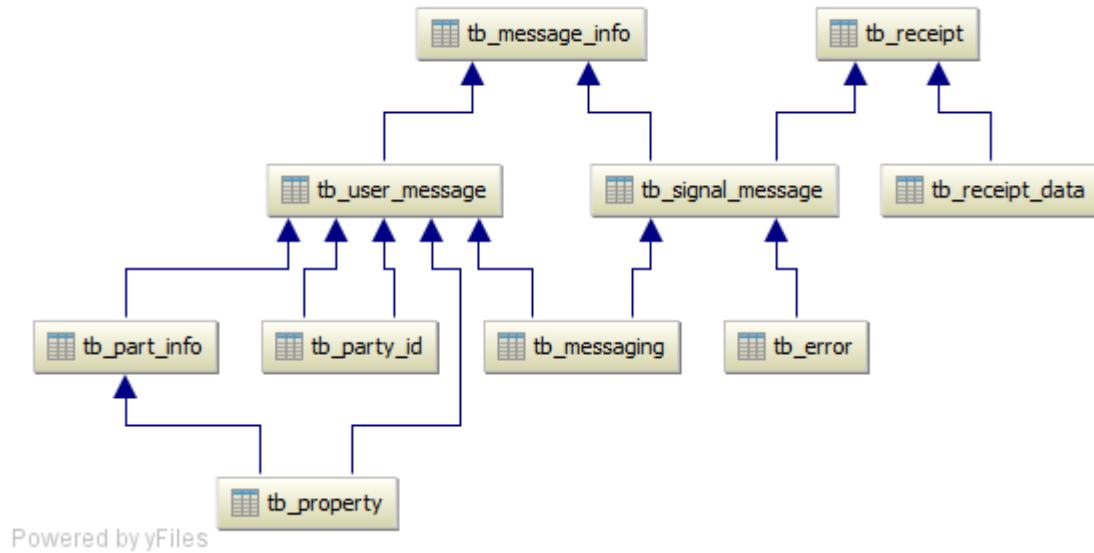 tb_message_info
tb_receipt
tb_user_message
tb_signal_message
tb_receipt_data
tb_part_info
tb_party_id
tb_messaging
tb_error
tb_property
Powered by yFiles